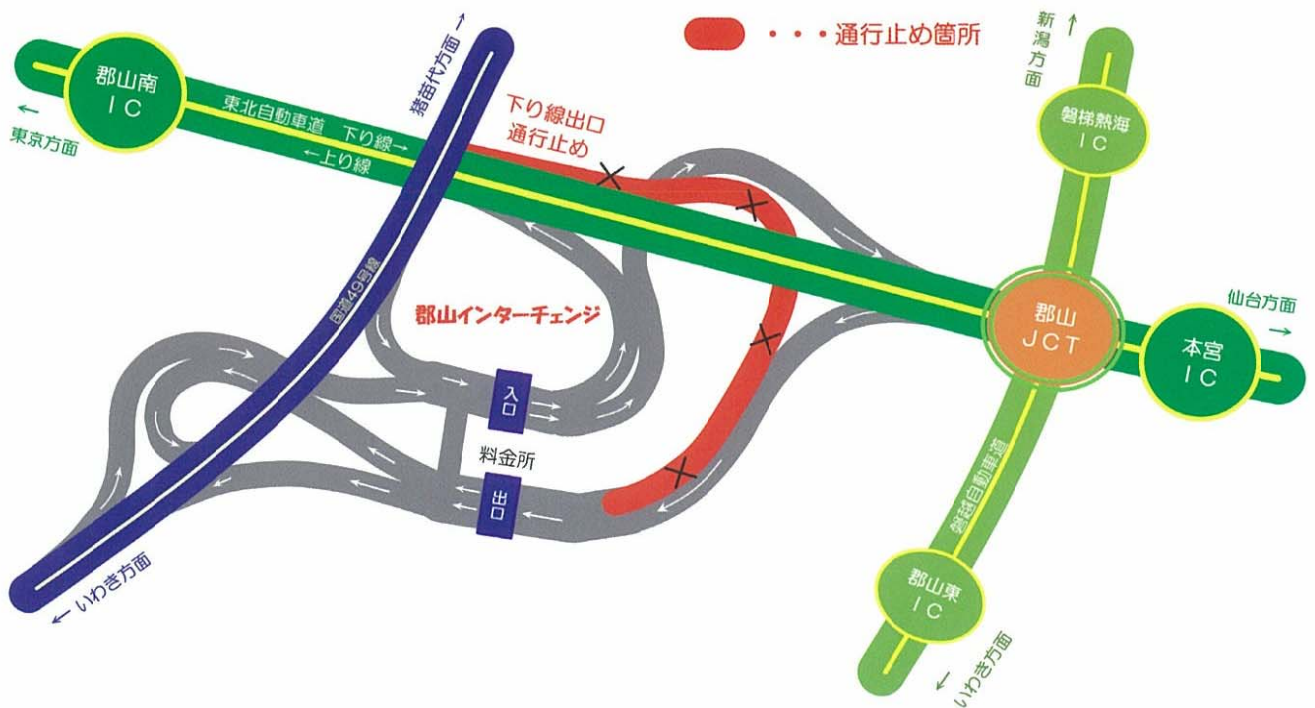 ・・・通行止め箇所
郡山南
IC
←
東京方面
猪苗代方面→
東北自動車道 下り線→
←上り線
下り線出口
通行止め
新潟方面
→
磐梯熱海
IC
国道49号線
郡山インターチェンジ
入口
料金所
出口
郡山
JCT
仙台方面
→
本宮
IC
磐越自動車道
郡山東
IC
←いわき方面
←いわき方面